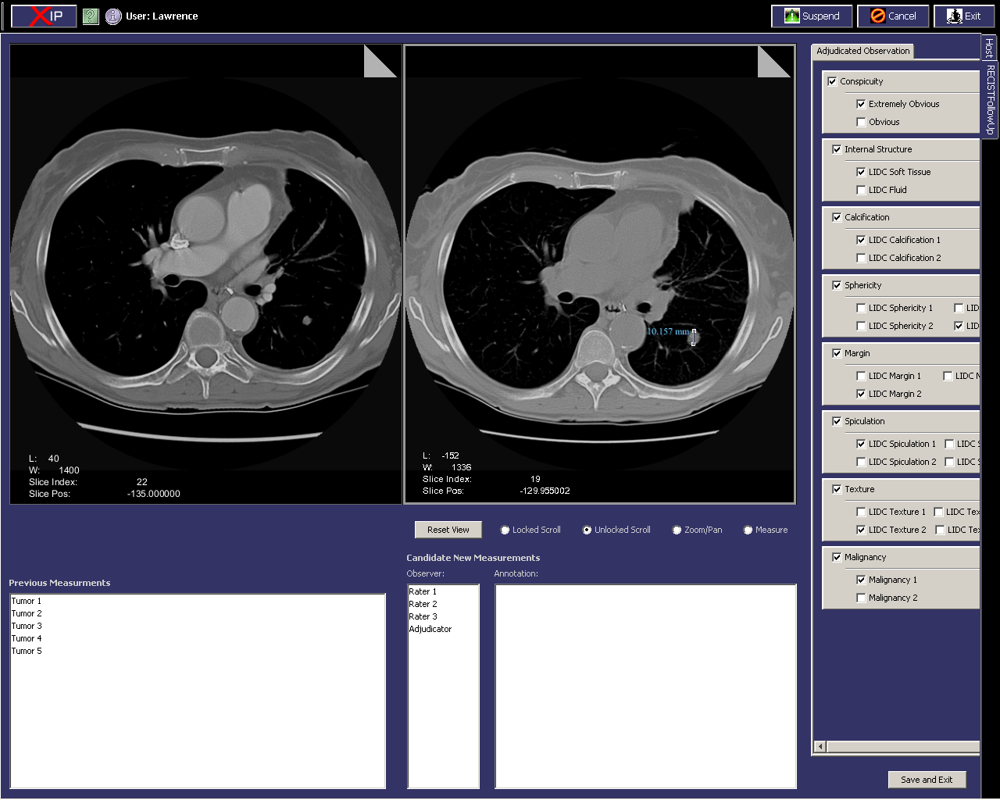 XIP
?
i
User: Lawrence
Suspend
Cancel
Exit
Host
RECISTFollowUp
Adjudicated Observation
Conspicuity
Extremely Obvious
Obvious
Internal Structure
LIDC Soft Tissue
LIDC Fluid
Calcification
LIDC Calcification 1
LIDC Calcification 2
Sphericity
LIDC Sphericity 1 LID
LIDC Sphericity 2 LID
Margin
LIDC Margin 1 LIDC M
LIDC Margin 2
Spiculation
LIDC Spiculation 1 LIDC S
LIDC Spiculation 2 LIDC S
Texture
LIDC Texture 1 LIDC Tex
LIDC Texture 2 LIDC Tex
Malignancy
Malignancy 1
Malignancy 2
Save and Exit
L: 40
W: 1400
Slice Index: 22
Slice Pos: -135.000000
10.157 mm
L: -152
W: 1336
Slice Index: 19
Slice Pos: -129.955002
Reset View
Locked Scroll
Unlocked Scroll
Zoom/Pan
Measure
Previous Measurments
Tumor 1
Tumor 2
Tumor 3
Tumor 4
Tumor 5
Candidate New Measurements
Observer:
Annotation:
Rater 1
Rater 2
Rater 3
Adjudicator